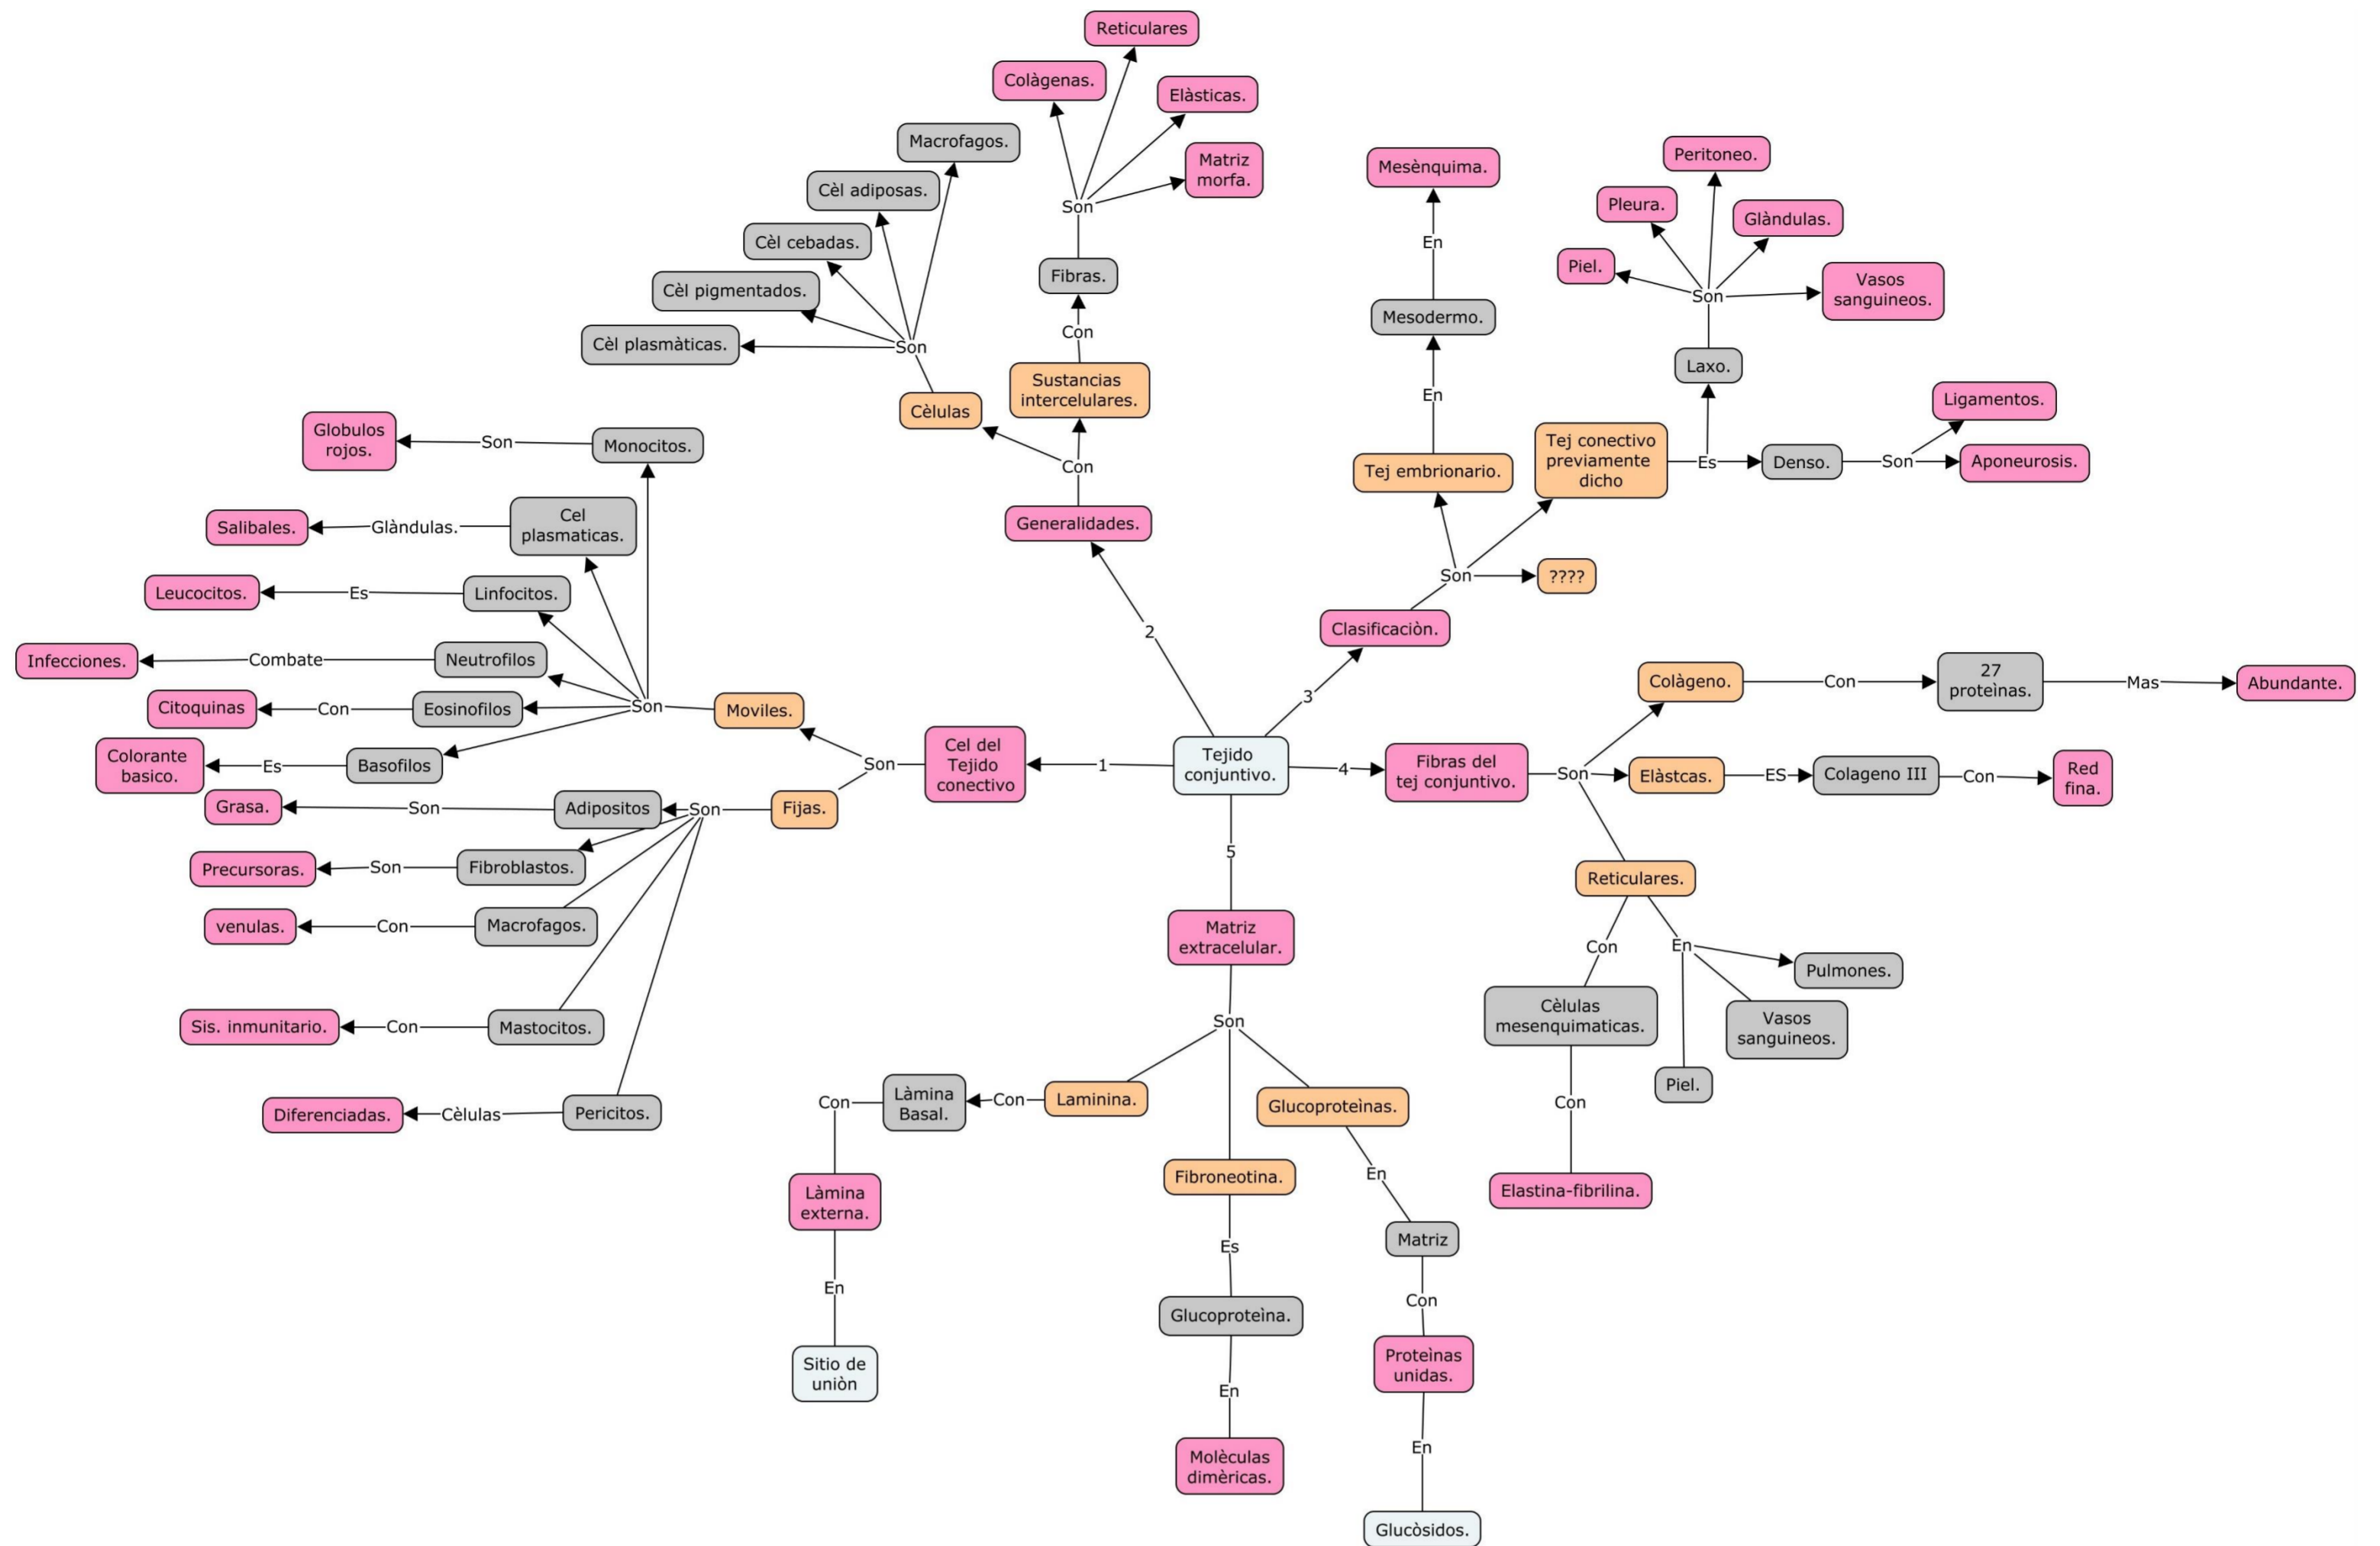 Tejido
conjuntivo.
1
Cel del
Tejido
conectivo
Son
Moviles.
Son
Monocitos.
Son
Globulos
rojos.
Cel
plasmaticas.
Glàndulas.
Salibales.
Linfocitos.
Es
Leucocitos.
Neutrofilos
Combate
Infecciones.
Eosinofilos
Con
Citoquinas
Basofilos
Es
Colorante
basico.
Fijas.
Son
Adipositos
Son
Grasa.
Fibroblastos.
Son
Precursoras.
Macrofagos.
Con
venulas.
Mastocitos.
Con
Sis. inmunitario.
Pericitos.
Cèlulas
Diferenciadas.
2
Generalidades.
Con
Cèlulas
Son
Macrofagos.
Cèl adiposas.
Cèl cebadas.
Cèl pigmentados.
Cèl plasmàticas.
Sustancias
intercelulares.
Con
Fibras.
Son
Colàgenas.
Reticulares
Elàsticas.
Matriz
morfa.
3
Clasificaciòn.
Son
Tej embrionario.
En
Mesodermo.
En
Mesènquima.
Tej conectivo
previamente
dicho
Es
Laxo.
Son
Piel.
Pleura.
Peritoneo.
Glàndulas.
Vasos
sanguineos.
Denso.
Son
Ligamentos.
Aponeurosis.
????
4
Fibras del
tej conjuntivo.
Son
Colàgeno.
Con
27
proteìnas.
Mas
Abundante.
Elàstcas.
ES
Colageno III
Con
Red
fina.
Reticulares.
Con
Cèlulas
mesenquimaticas.
Con
Elastina-fibrilina.
En
Pulmones.
Vasos
sanguineos.
Piel.
5
Matriz
extracelular.
Son
Laminina.
Con
Làmina
Basal.
Con
Làmina
externa.
En
Sitio de
uniòn
Fibroneotina.
Es
Glucoproteìna.
En
Molèculas
dimèricas.
Glucoproteìnas.
En
Matriz
Con
Proteìnas
unidas.
En
Glucòsidos.